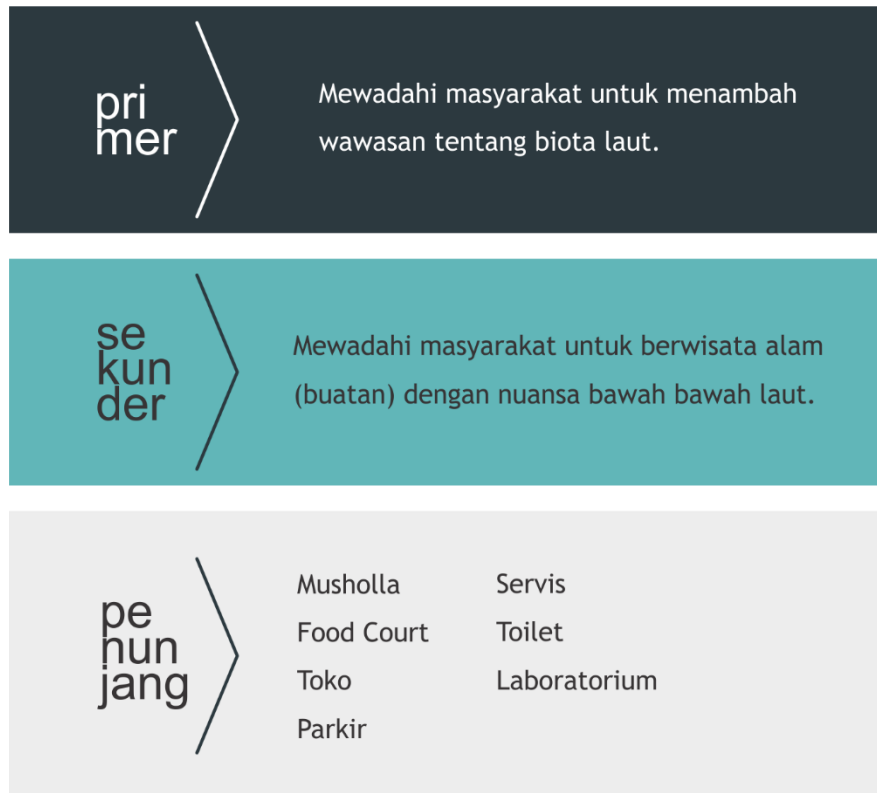 pri
mer
Mewadahi masyarakat untuk menambah
wawasan tentang biota laut.
se
kun
der
Mewadahi masyarakat untuk berwisata alam
(buatan) dengan nuansa bawah bawah laut.
pe
nun
jang
Musholla
Food Court
Toko
Parkir
Servis
Toilet
Laboratorium